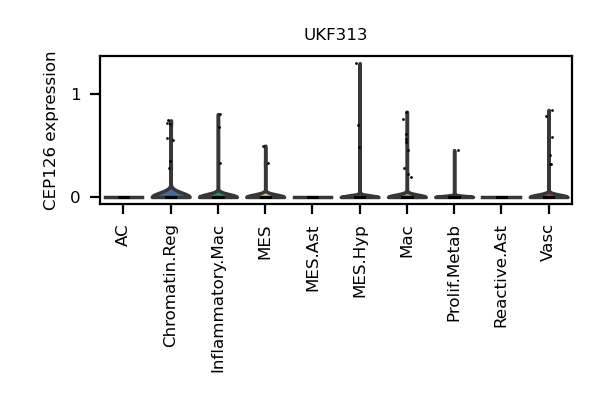 UKF313
CEP126 expression
1
0
AC
Chromatin.Reg
Inflammatory.Mac
MES
MES.Ast
MES.Hyp
Mac
Prolif.Metab
Reactive.Ast
Vasc